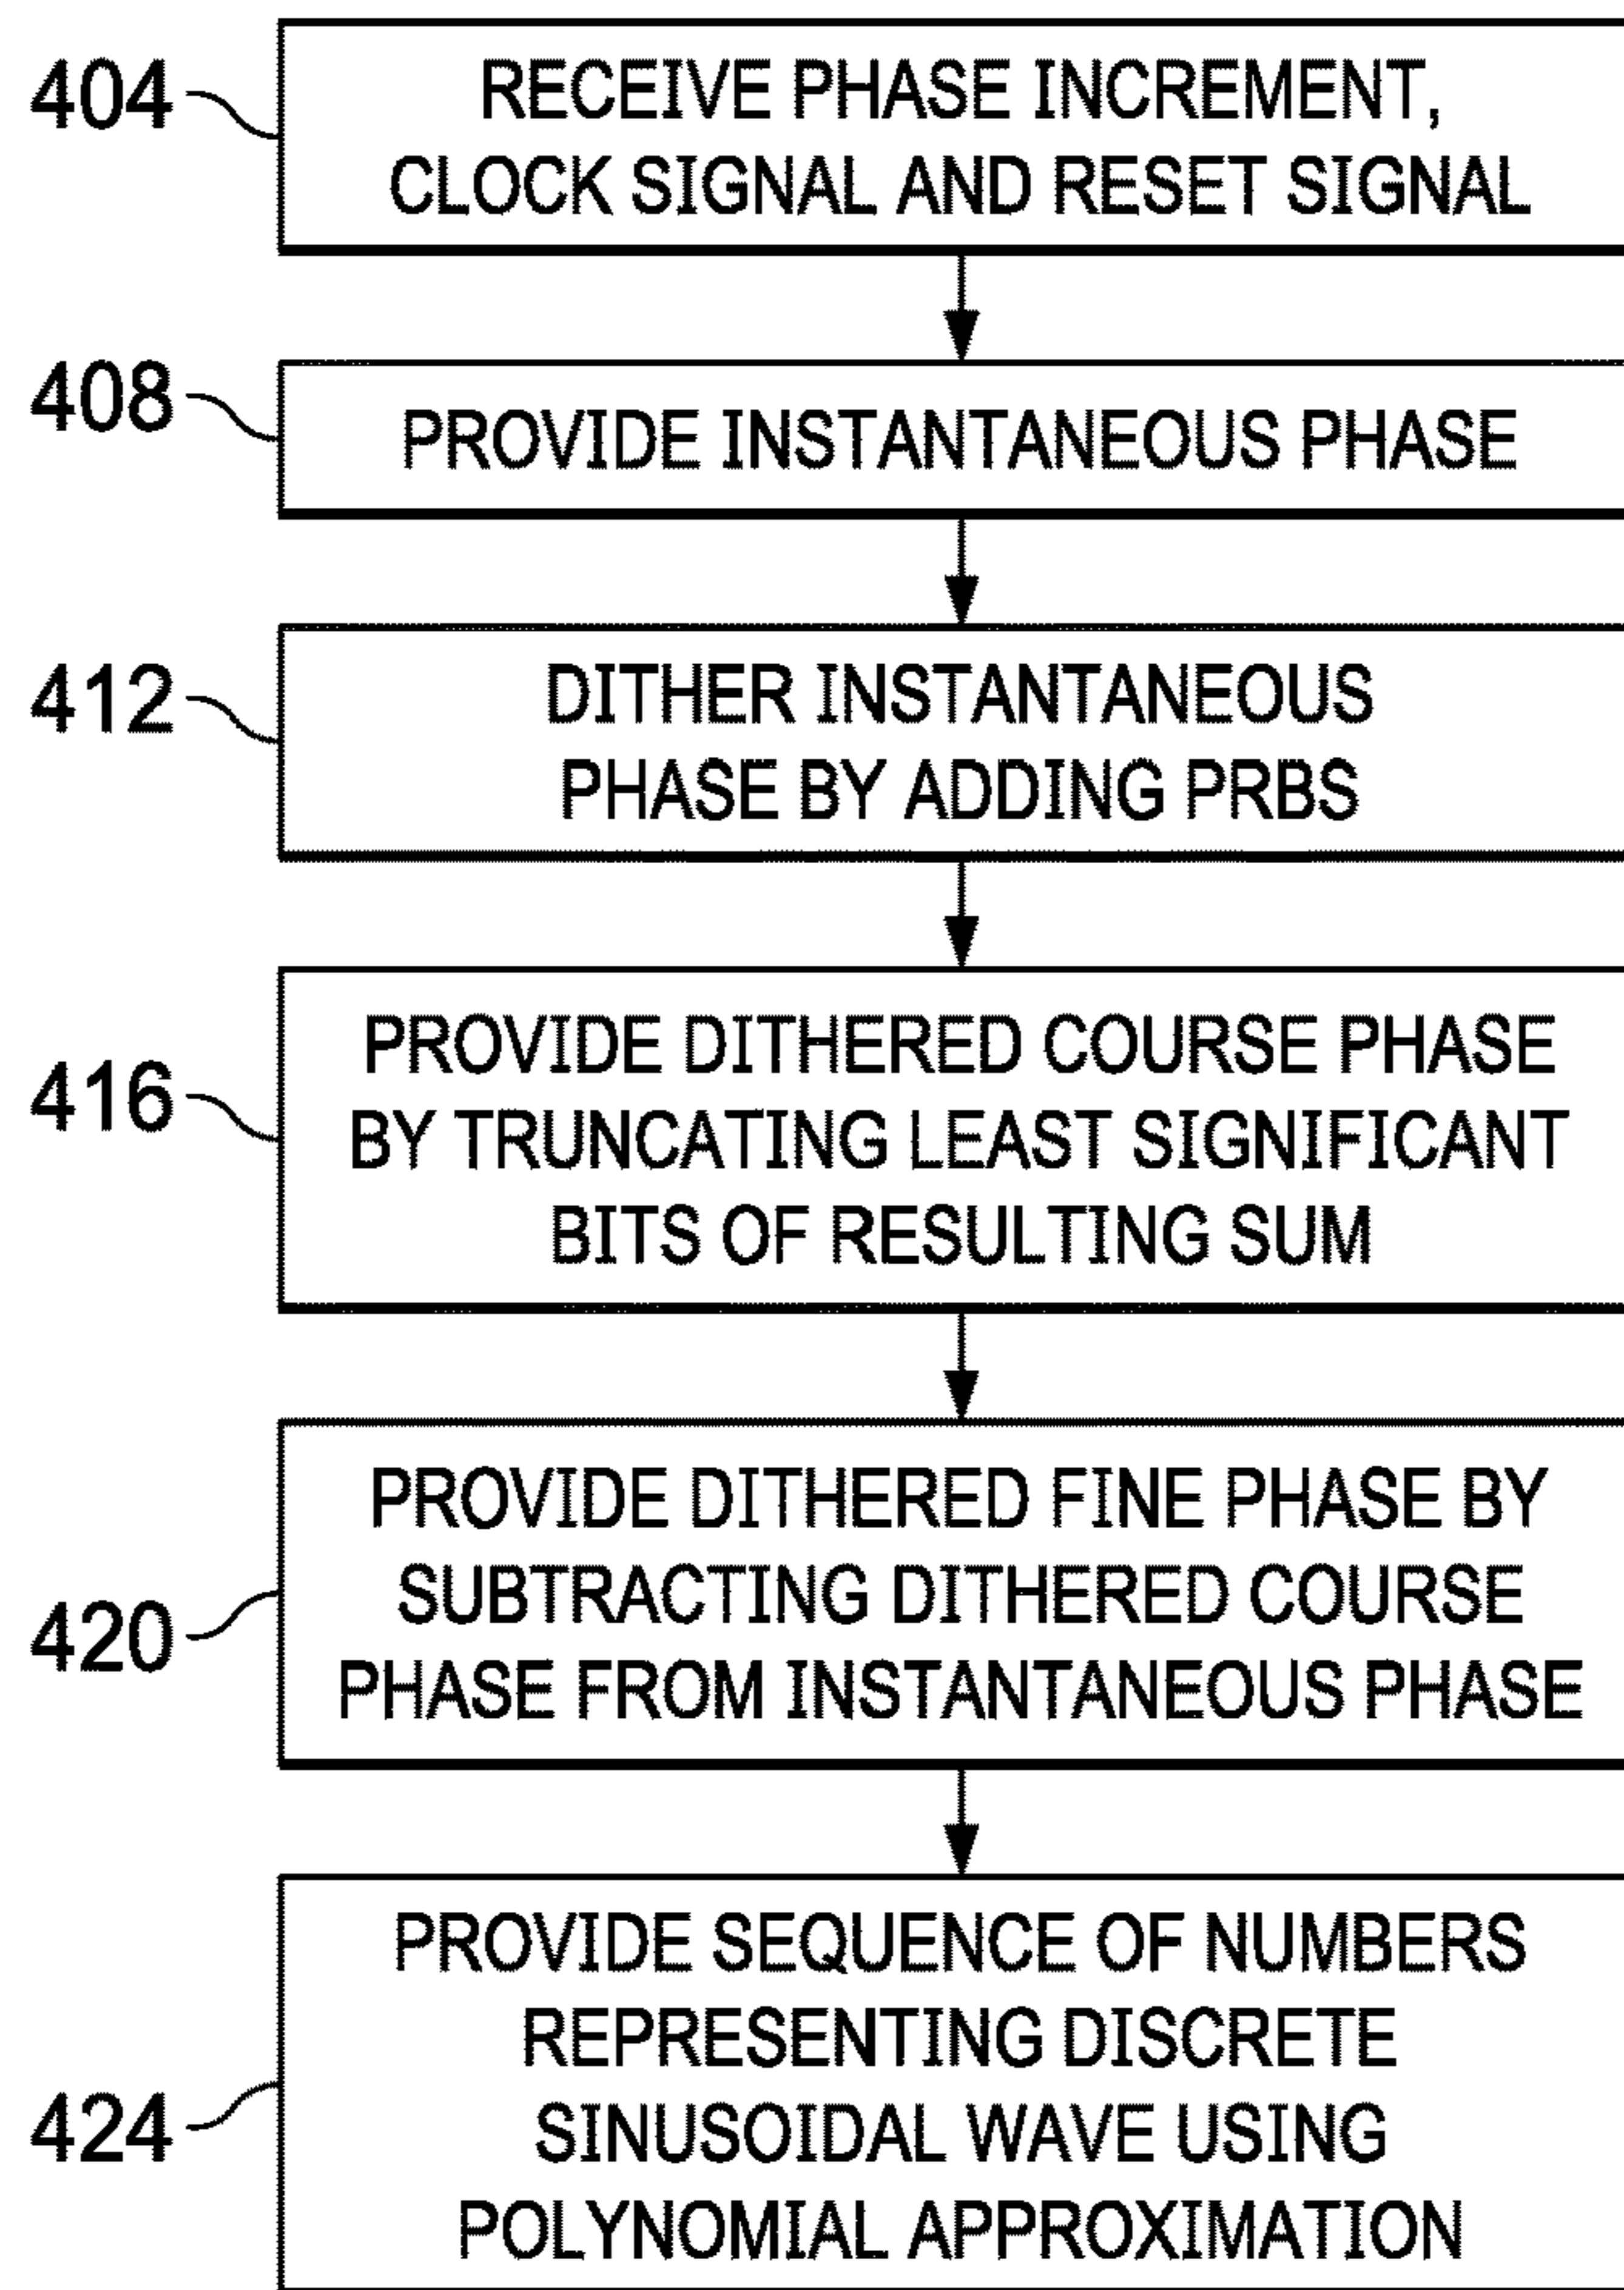 404
RECEIVE PHASE INCREMENT,
CLOCK SIGNAL AND RESET SIGNAL
408
PROVIDE INSTANTANEOUS PHASE
412
DITHER INSTANTANEOUS
PHASE BY ADDING PRBS
416
PROVIDE DITHERED COURSE PHASE
BY TRUNCATING LEAST SIGNIFICANT
BITS OF RESULTING SUM
420
PROVIDE DITHERED FINE PHASE BY
SUBTRACTING DITHERED COURSE
PHASE FROM INSTANTANEOUS PHASE
424
PROVIDE SEQUENCE OF NUMBERS
REPRESENTING DISCRETE
SINUSOIDAL WAVE USING
POLYNOMIAL APPROXIMATION